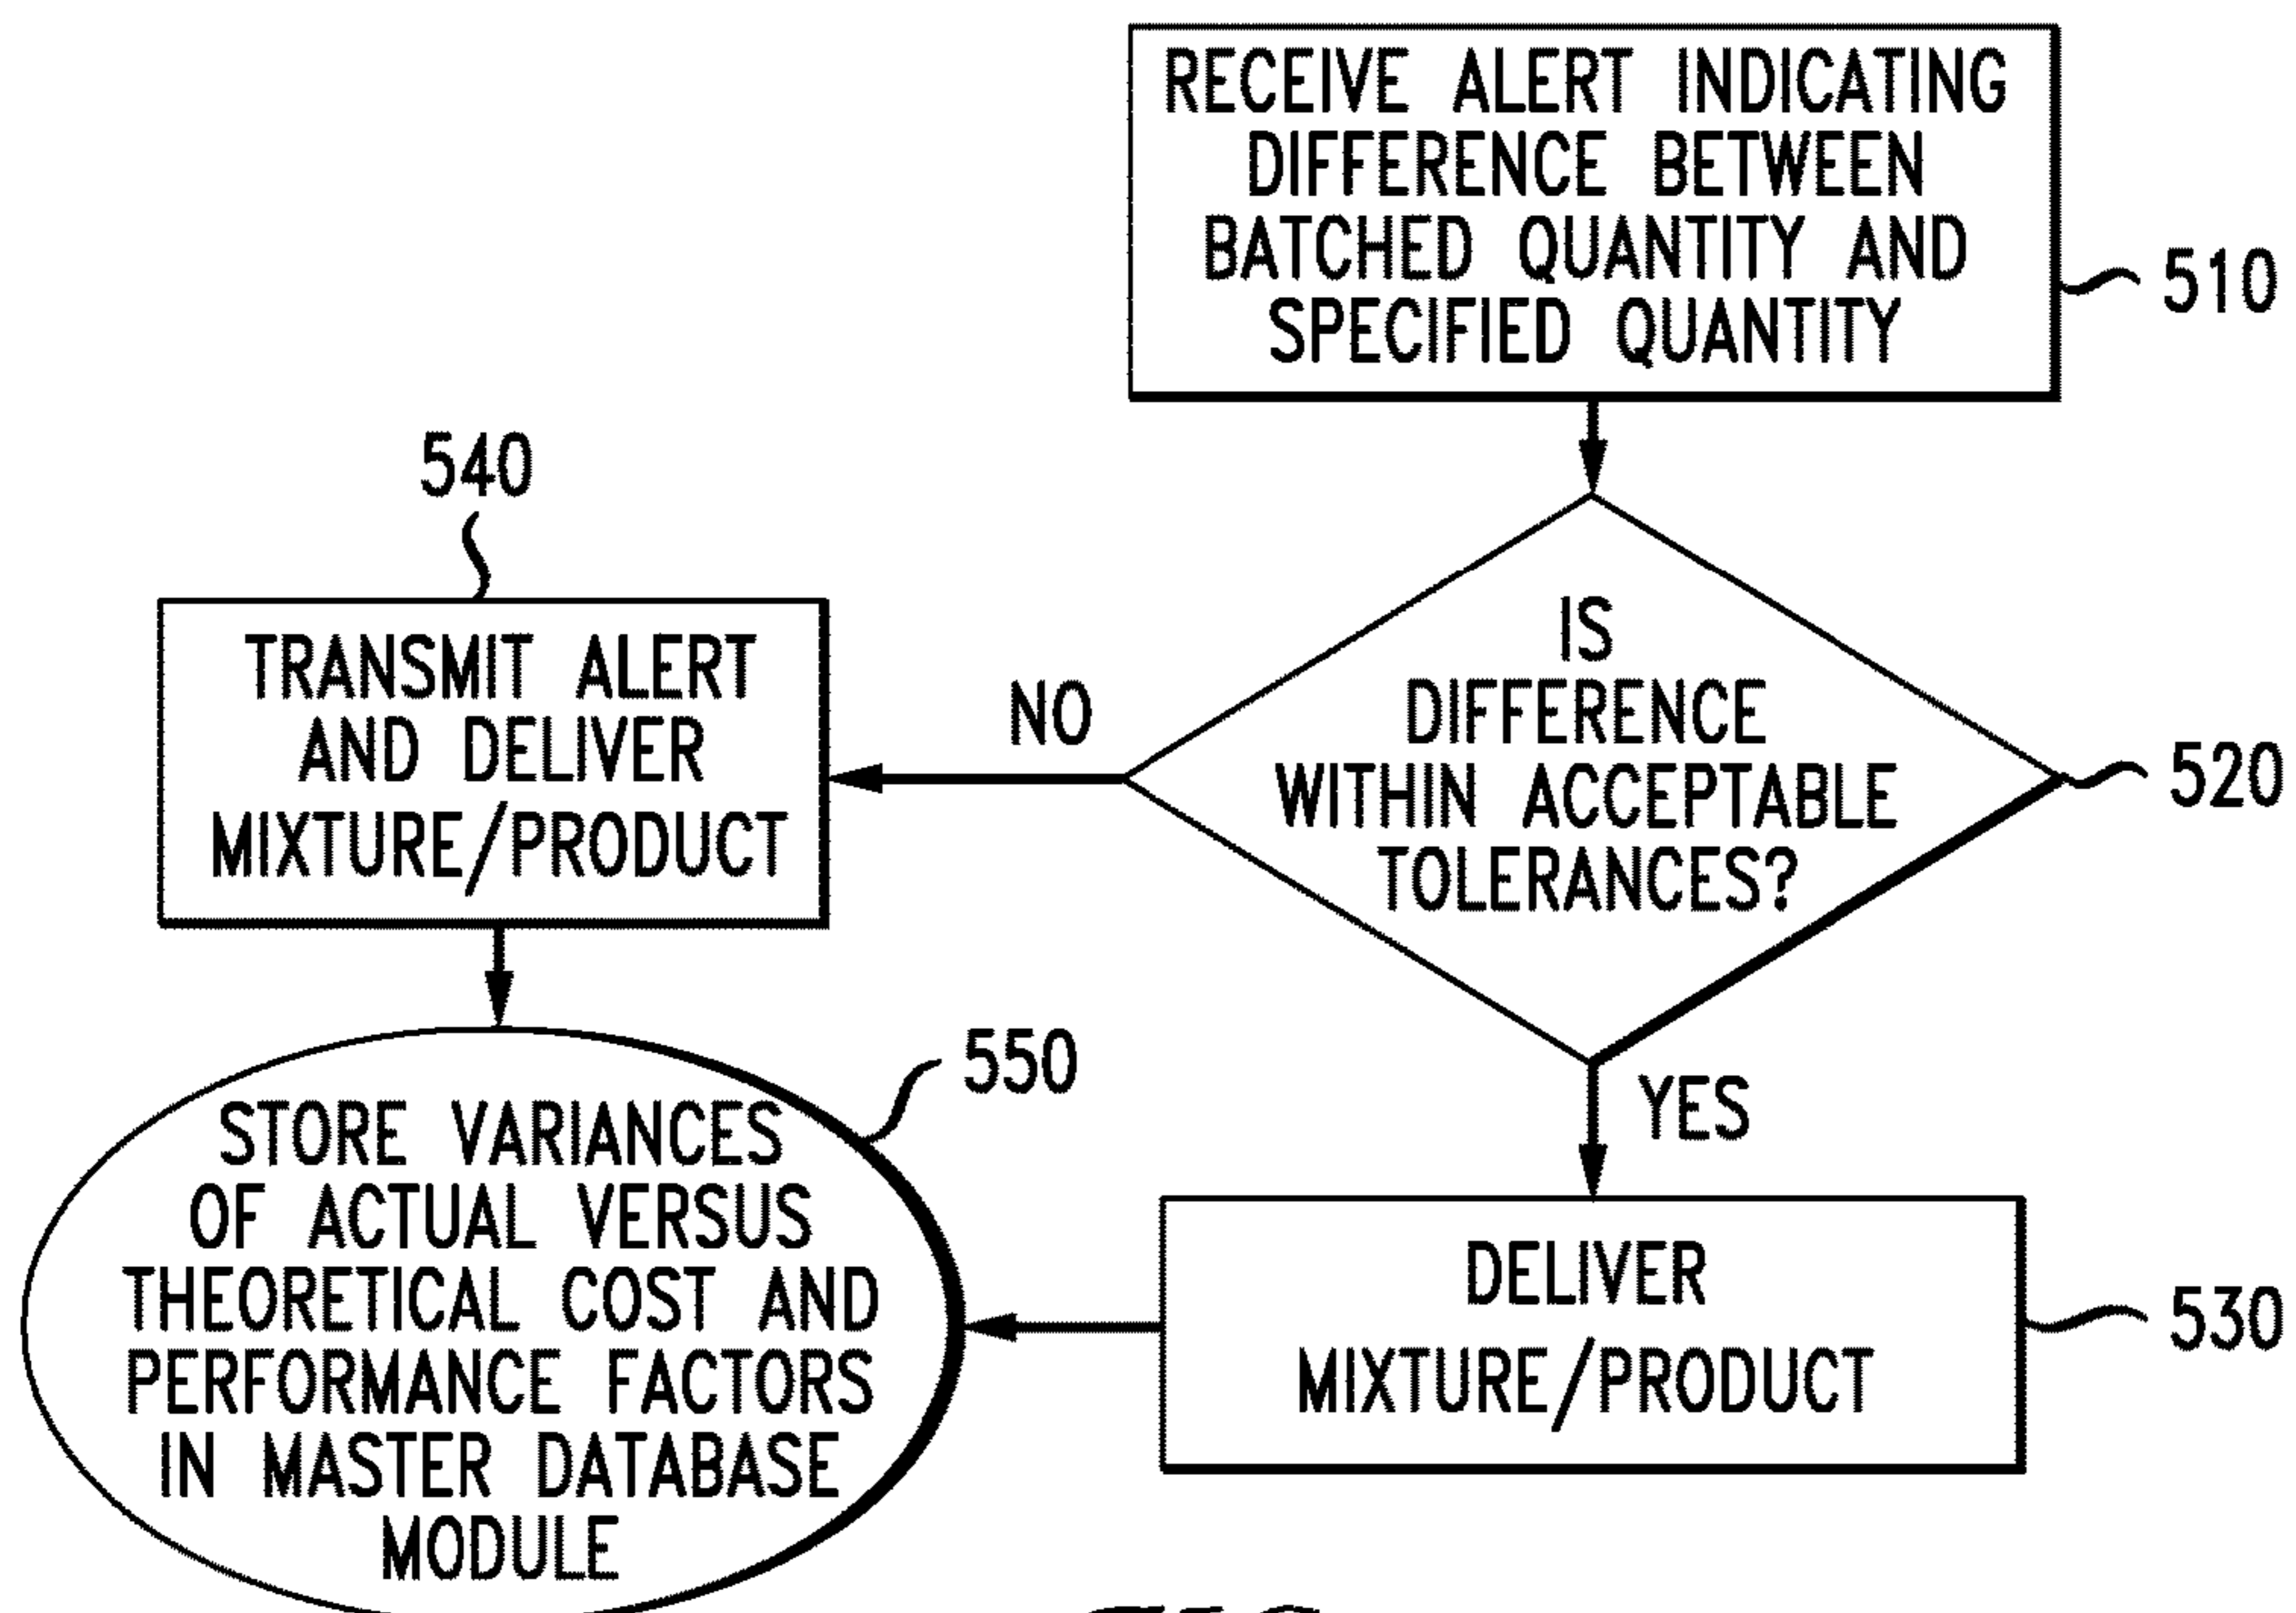 RECEIVE ALERT INDICATING
DIFFERENCE BETWEEN
BATCHED QUANTITY AND
SPECIFIED QUANTITY
510
540
TRANSMIT ALERT
AND DELIVER
MIXTURE/PRODUCT
NO
IS
DIFFERENCE
WITHIN ACCEPTABLE
TOLERANCES?
520
YES
550
STORE VARIANCES
OF ACTUAL VERSUS
THEORETICAL COST AND
PERFORMANCE FACTORS
IN MASTER DATABASE
MODULE
DELIVER
MIXTURE/PRODUCT
530